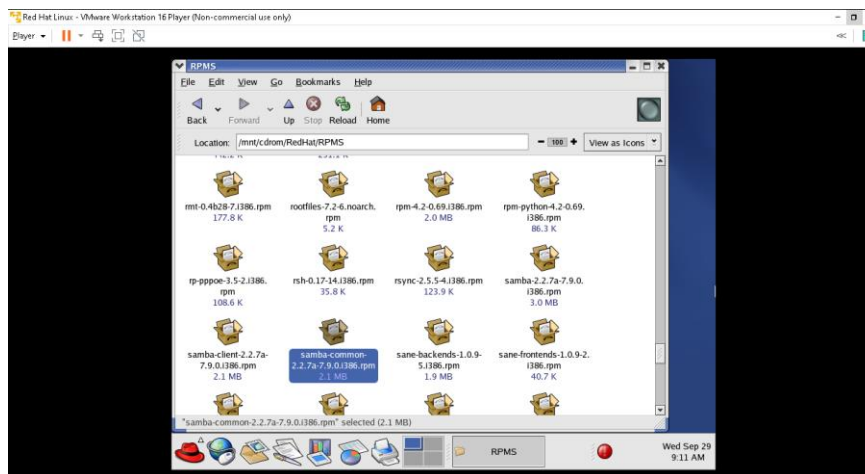 Red Hat Linux - VMware Workstation 16 Player (Non-commercial use only)
Player
RPMS
File Edit View Go Bookmarks Help
Back Forward Up Stop Reload Home
Location: /mnt/cdrom/RedHat/RPMS 100 View as Icons
rmt-0.4b28-7.i386.rpm
177.8 K
rootfiles-7.2-6.noarch.
rpm
5.2 K
rpm-4.2-0.69.i386.rpm
2.0 MB
rpm-python-4.2-0.69.
i386.rpm
86.3 K
rp-pppoe-3.5-2.i386.
rpm
108.6 K
rsh-0.17-14.i386.rpm
35.8 K
rsync-2.5.5-4.i386.rpm
123.9 K
samba-2.2.7a-7.9.0.
i386.rpm
3.0 MB
samba-client-2.2.7a-
7.9.0.i386.rpm
2.1 MB
samba-common-
2.2.7a-7.9.0.i386.rpm
2.1 MB
sane-backends-1.0.9-
5.i386.rpm
1.9 MB
sane-frontends-1.0.9-2.
i386.rpm
40.7 K
"samba-common-2.2.7a-7.9.0.i386.rpm" selected (2.1 MB)
RPMS
Wed Sep 29
9:11 AM